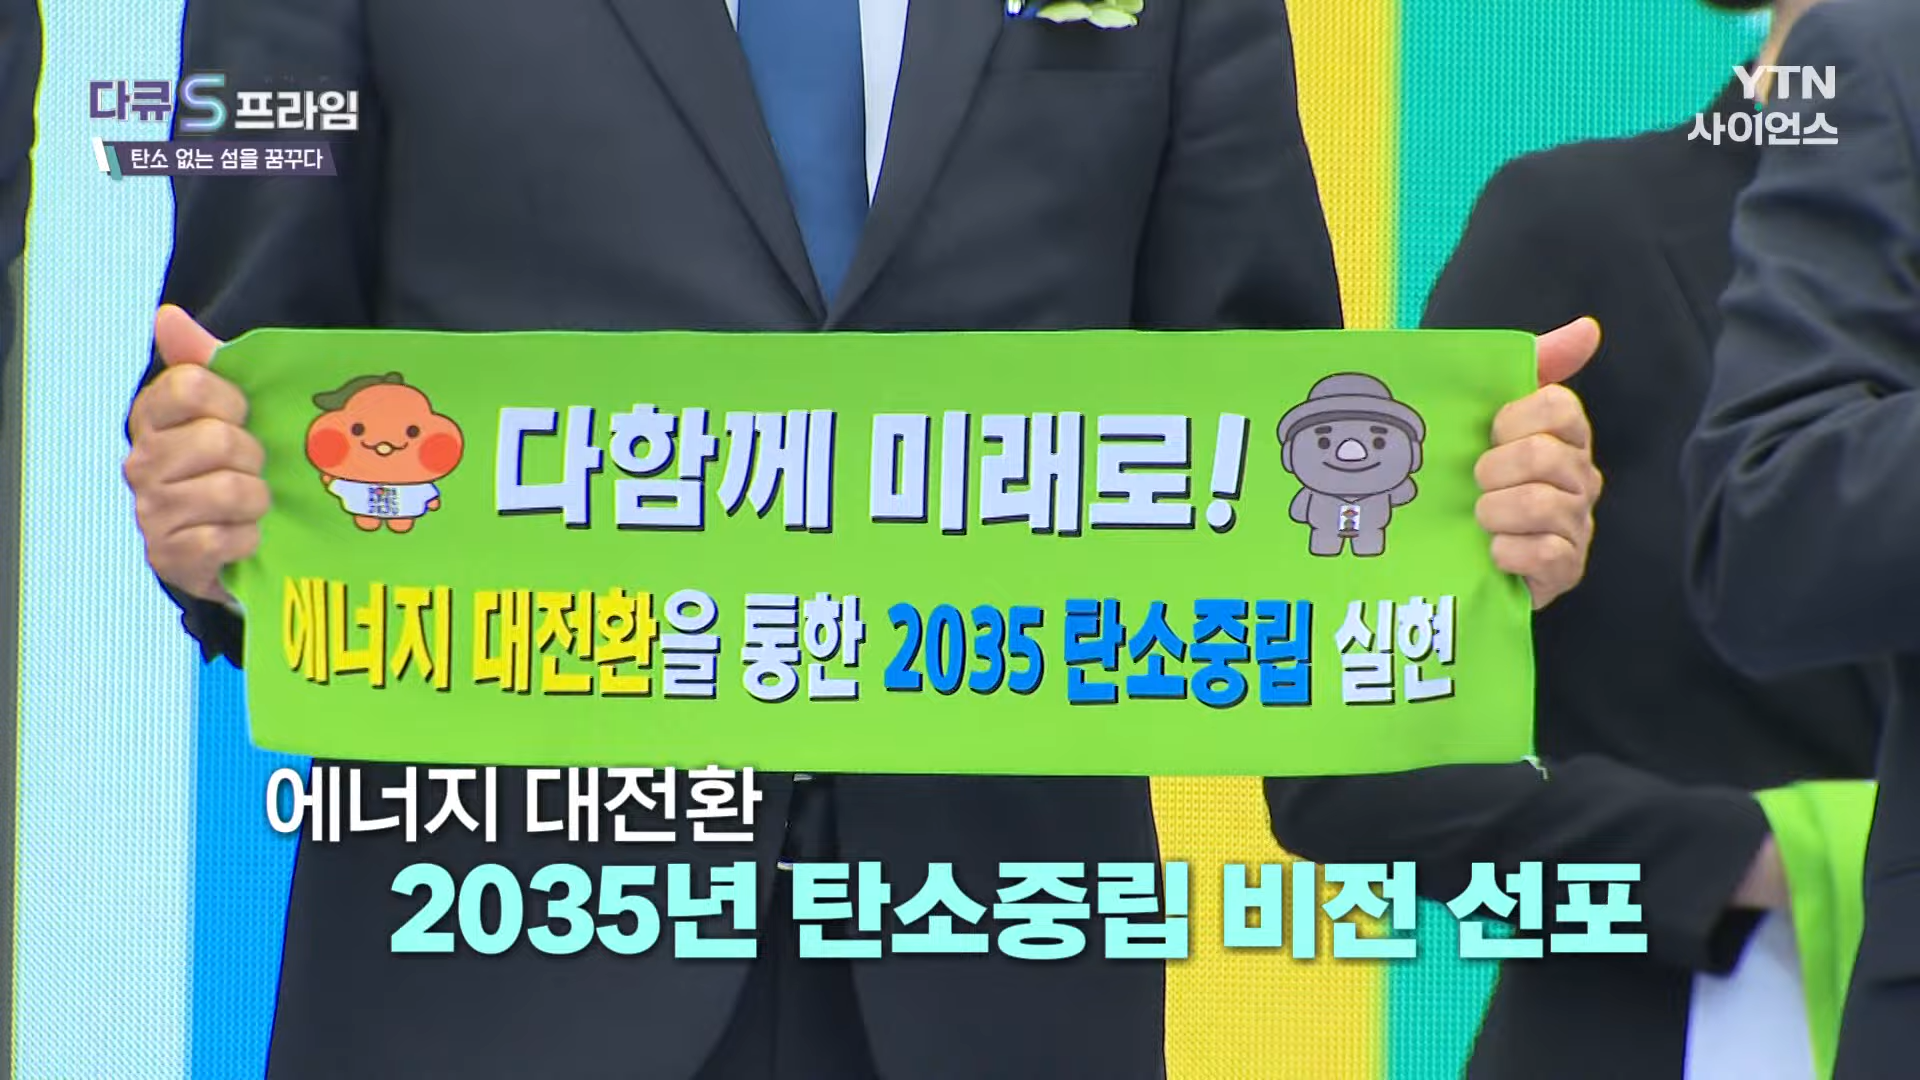 다큐 S 프라임
탄소 없는 섬을 꿈꾸다
YTN
사이언스
다함께 미래로!
에너지 대전환을 통한 2035 탄소중립 실현
에너지 대전환
2035년 탄소중립 비전 선포